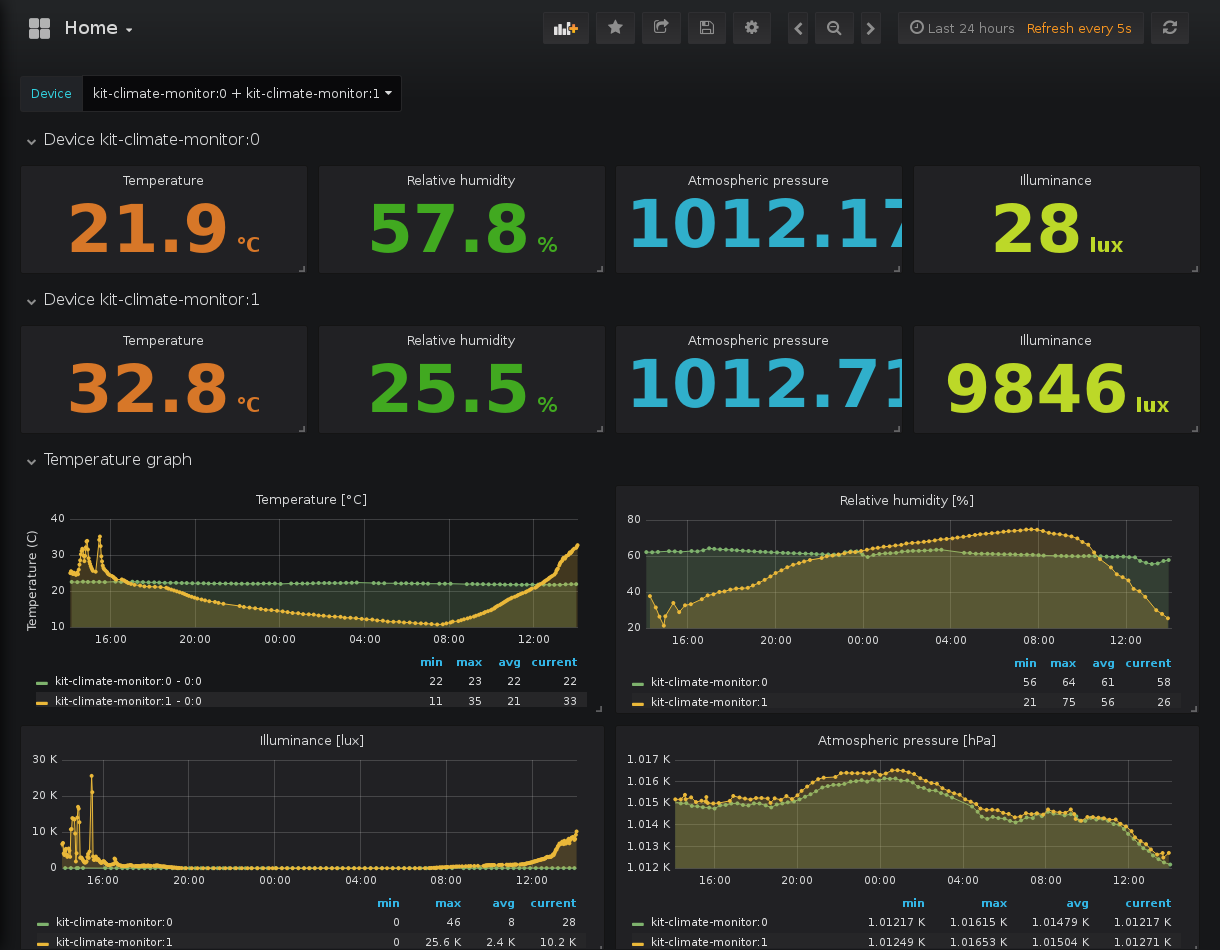 Home
Last 24 hours Refresh every 5s
Device kit-climate-monitor:0 + kit-climate-monitor:1
Device kit-climate-monitor:0
Temperature Relative humidity Atmospheric pressure Illuminance
21.9 °C 57.8 % 1012.17 28 lux
Device kit-climate-monitor:1
Temperature Relative humidity Atmospheric pressure Illuminance
32.8 °C 25.5 % 1012.71 9846 lux
Temperature graph
Temperature [°C]
Temperature (C)
40
30
20
10
16:00 20:00 00:00 04:00 08:00 12:00
min max avg current
kit-climate-monitor:0 - 0:0 22 23 22 22
kit-climate-monitor:1 - 0:0 11 35 21 33
Relative humidity [%]
80
60
40
20
16:00 20:00 00:00 04:00 08:00 12:00
min max avg current
kit-climate-monitor:0 56 64 61 58
kit-climate-monitor:1 21 75 56 26
Illuminance [lux]
30 K
20 K
10 K
0
16:00 20:00 00:00 04:00 08:00 12:00
min max avg current
kit-climate-monitor:0 0 46 8 28
kit-climate-monitor:1 0 25.6 K 2.4 K 10.2 K
Atmospheric pressure [hPa]
1.017 K
1.016 K
1.015 K
1.014 K
1.013 K
1.012 K
16:00 20:00 00:00 04:00 08:00 12:00
min max avg current
kit-climate-monitor:0 1.01217 K 1.01615 K 1.01479 K 1.01217 K
kit-climate-monitor:1 1.01249 K 1.01653 K 1.01504 K 1.01271 K